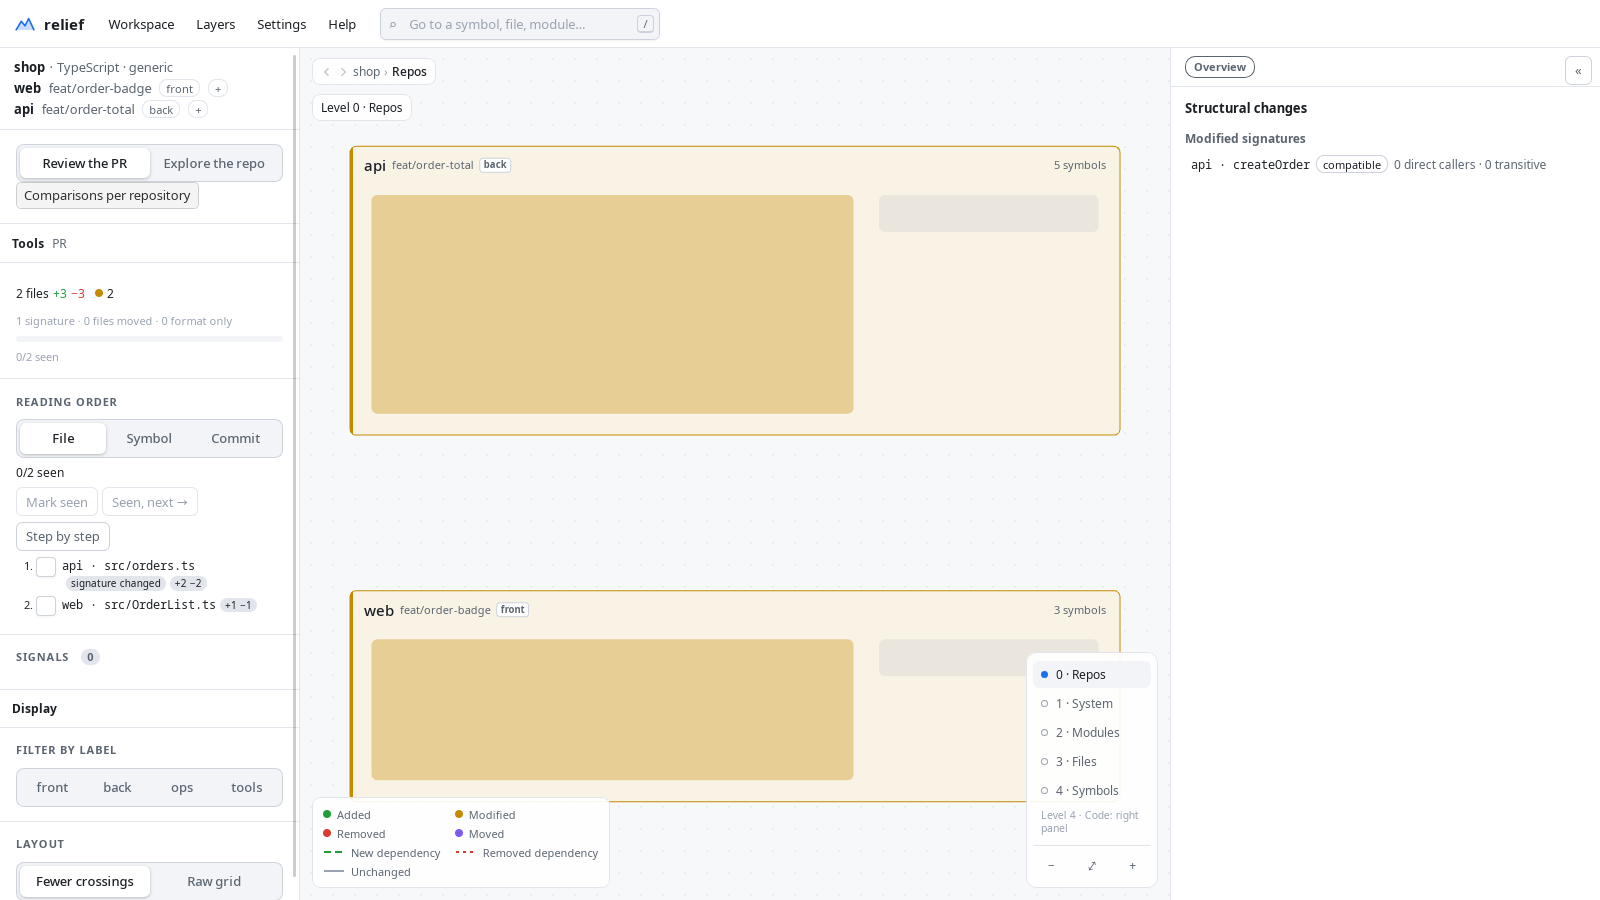 relief Workspace Layers Settings Help Go to a symbol, file, module... /
shop · TypeScript · generic
web feat/order-badge front +
api feat/order-total back +
Review the PR Explore the repo
Comparisons per repository
Tools PR
2 files +3 −3 2
1 signature · 0 files moved · 0 format only
0/2 seen
READING ORDER
File Symbol Commit
0/2 seen
Mark seen Seen, next →
Step by step
1. api · src/orders.ts
signature changed +2 −2
2. web · src/OrderList.ts +1 −1
SIGNALS 0
Display
FILTER BY LABEL
front back ops tools
LAYOUT
Fewer crossings Raw grid
‹ › shop › Repos
Level 0 · Repos
api feat/order-total back 5 symbols
web feat/order-badge front 3 symbols
Added Modified
Removed Moved
New dependency Removed dependency
Unchanged
0 · Repos
1 · System
2 · Modules
3 · Files
4 · Symbols
Level 4 · Code: right
panel
− ⤢ +
Overview «
Structural changes
Modified signatures
api · createOrder compatible 0 direct callers · 0 transitive